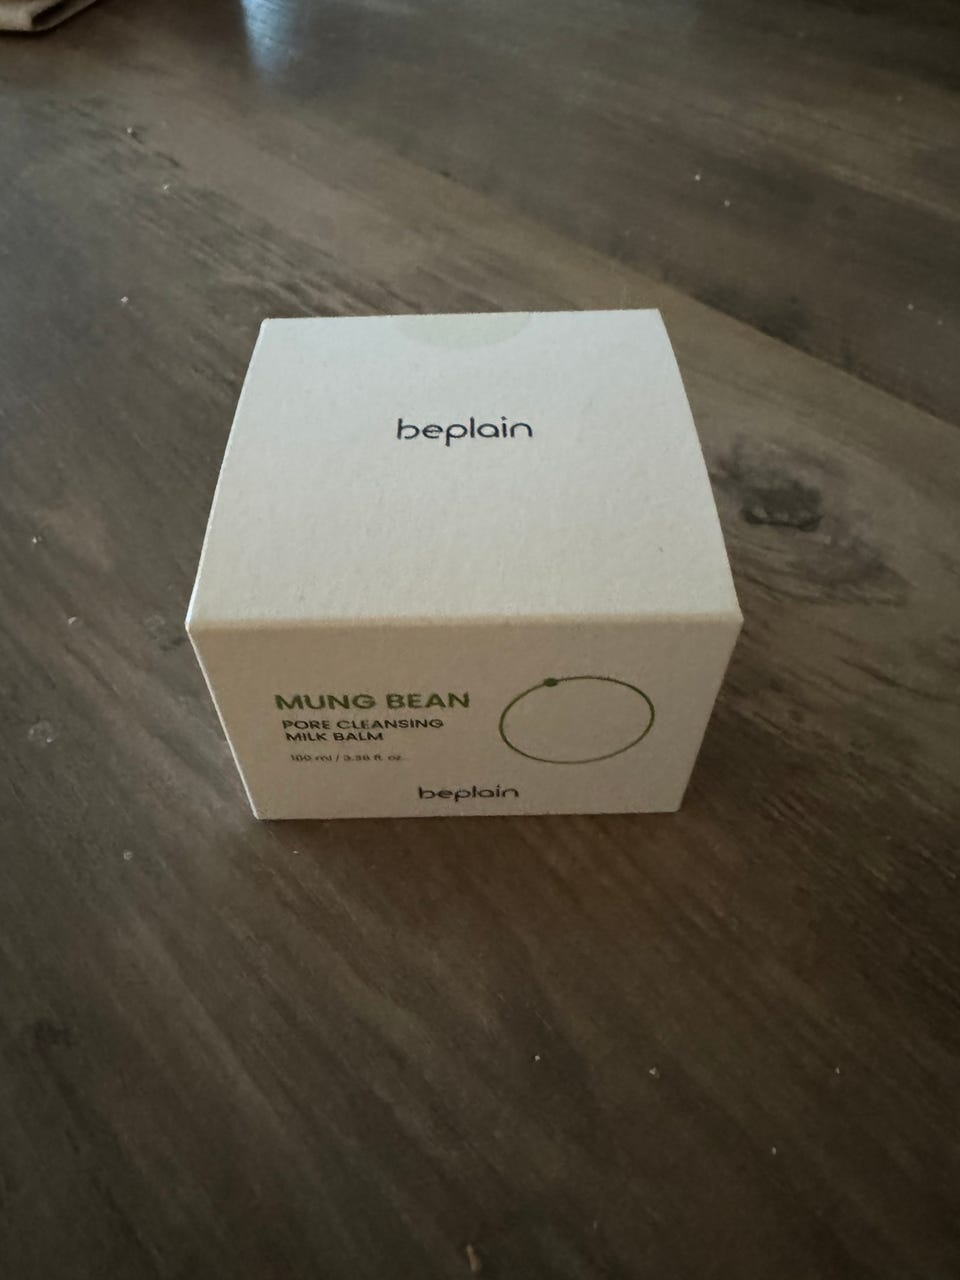 beplain
MUNG BEAN
PORE CLEANSING
MILK BALM
100 ml / 3.38 fl. oz.
beplain